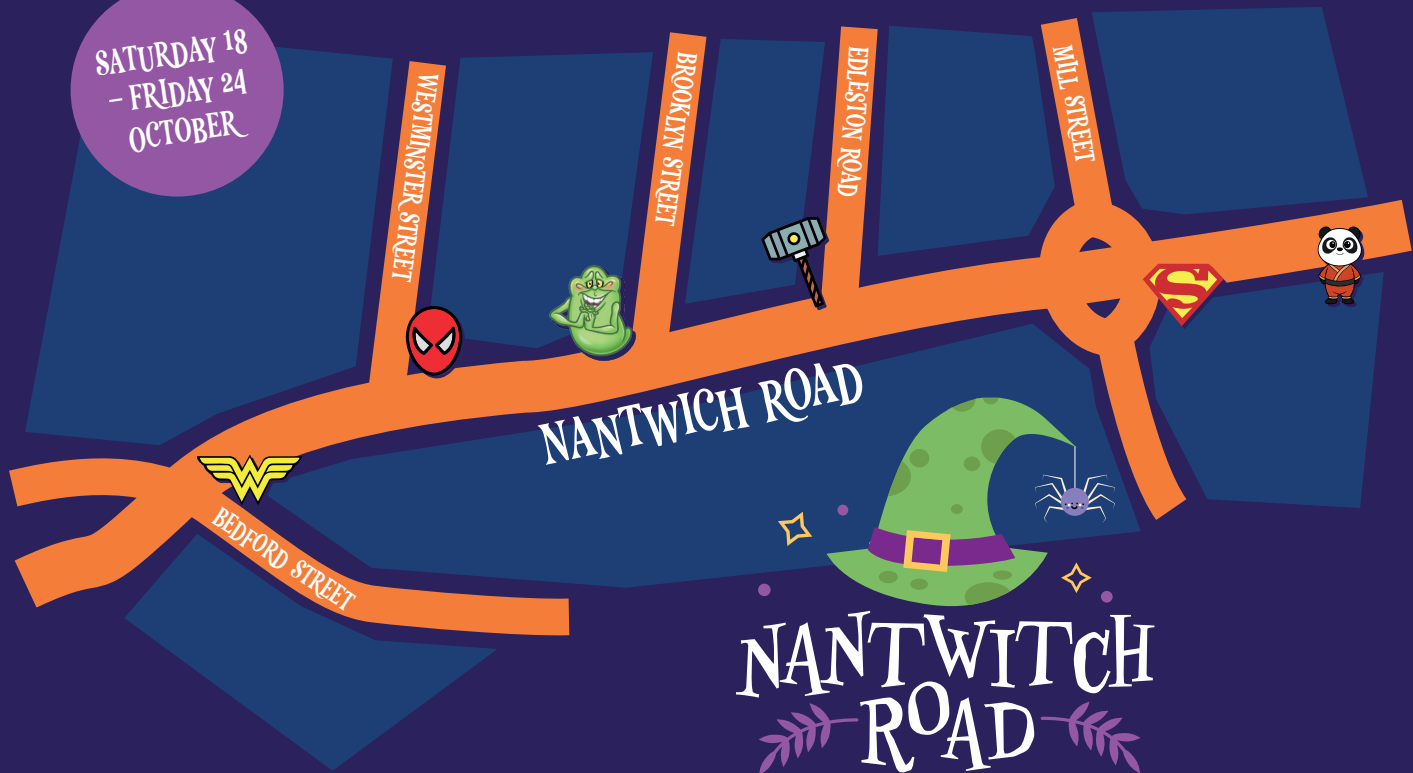 SATURDAY 18
– FRIDAY 24
OCTOBER
WESTMINSTER STREET
BROOKLYN STREET
EDLESTON ROAD
MILL STREET
S
NANTWICH ROAD
W
BEDFORD STREET
NANTWITCH
ROAD